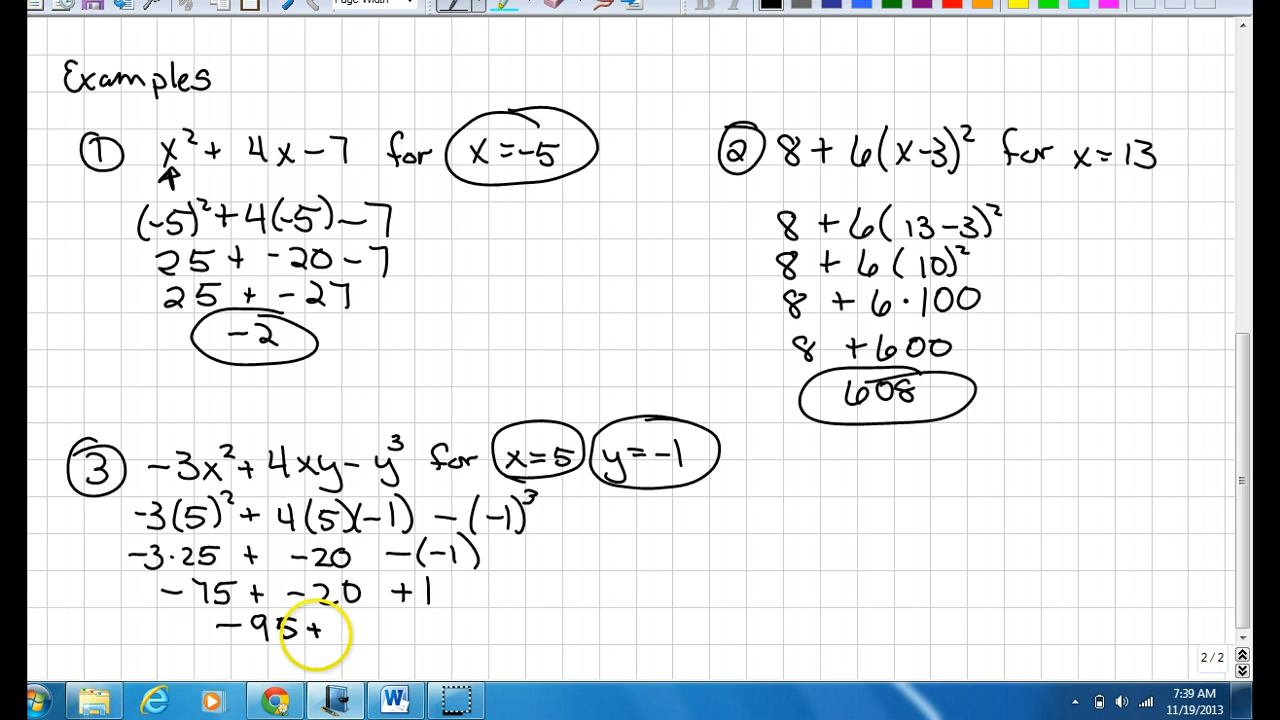 Page Width
Examples
① x² + 4x - 7 for x = -5
(-5)² + 4(-5) - 7
25 + -20 - 7
25 + -27
-2
② 8 + 6(x-3)² for x = 13
8 + 6(13-3)²
8 + 6(10)²
8 + 6·100
8 + 600
608
③ -3x² + 4xy - y³ for x=5 y=-1
-3(5)² + 4(5)(-1) - (-1)³
-3·25 + -20 - (-1)
-75 + -20 + 1
-95 +
2 / 2
7:39 AM
11/19/2013